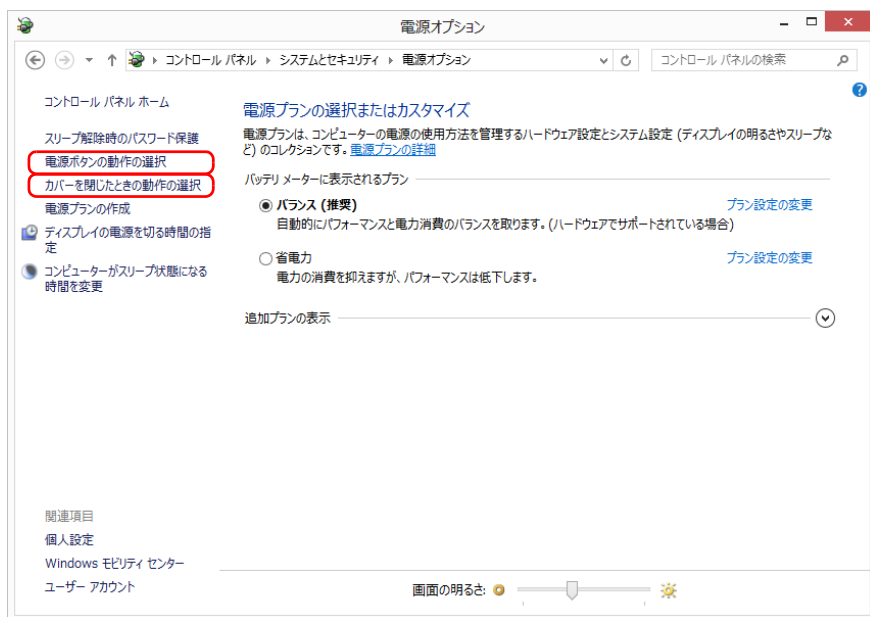 電源オプション
コントロール パネル システムとセキュリティ 電源オプション
コントロール パネルの検索
コントロール パネル ホーム
スリープ解除時のパスワード保護
電源ボタンの動作の選択
カバーを閉じたときの動作の選択
電源プランの作成
ディスプレイの電源を切る時間の指
定
コンピューターがスリープ状態になる
時間を変更
電源プランの選択またはカスタマイズ
電源プランは、コンピューターの電源の使用方法を管理するハードウェア設定とシステム設定 (ディスプレイの明るさやスリープな
ど) のコレクションです。電源プランの詳細
バッテリ メーターに表示されるプラン
バランス (推奨)
プラン設定の変更
自動的にパフォーマンスと電力消費のバランスを取ります。(ハードウェアでサポートされている場合)
省電力
プラン設定の変更
電力の消費を抑えますが、パフォーマンスは低下します。
追加プランの表示
関連項目
個人設定
Windows モビリティ センター
ユーザー アカウント
画面の明るさ: